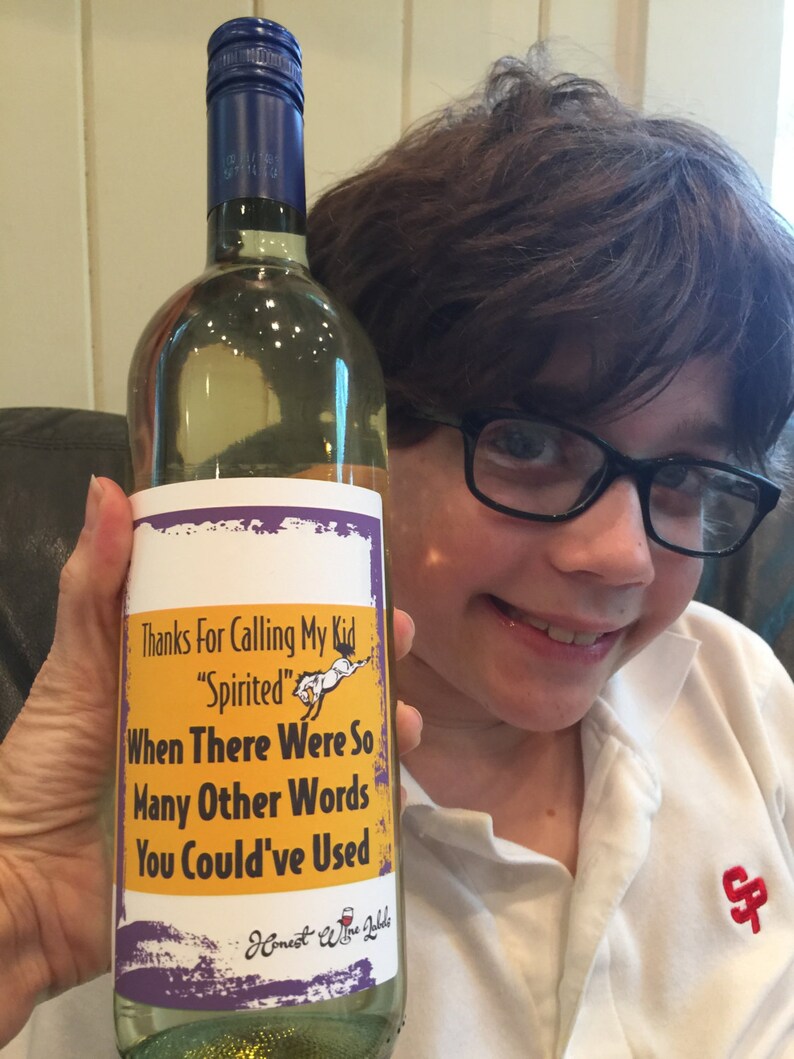 Thanks For Calling My Kid
“Spirited”
When There Were So
Many Other Words
You Could've Used
Honest Wine Labels
SP